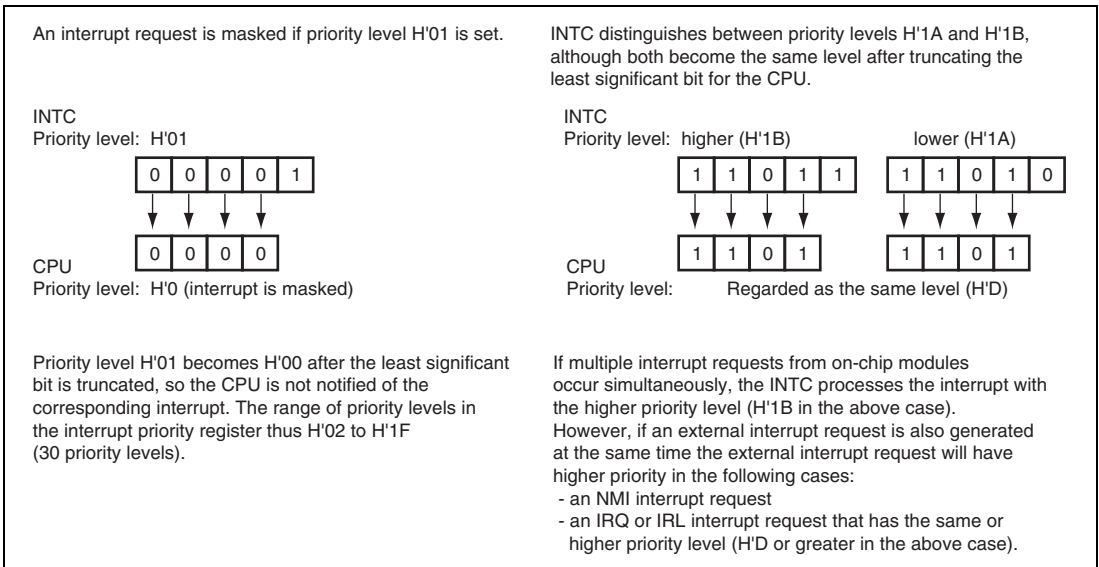 An interrupt request is masked if priority level H'01 is set.
INTC
Priority level: H'01
0 0 0 0 1
0 0 0 0
CPU
Priority level: H'0 (interrupt is masked)
Priority level H'01 becomes H'00 after the least significant
bit is truncated, so the CPU is not notified of the
corresponding interrupt. The range of priority levels in
the interrupt priority register thus H'02 to H'1F
(30 priority levels).
INTC distinguishes between priority levels H'1A and H'1B,
although both become the same level after truncating the
least significant bit for the CPU.
INTC
Priority level: higher (H'1B) lower (H'1A)
1 1 0 1 1 1 1 0 1 0
1 1 0 1 1 1 0 1
CPU
Priority level: Regarded as the same level (H'D)
If multiple interrupt requests from on-chip modules
occur simultaneously, the INTC processes the interrupt with
the higher priority level (H'1B in the above case).
However, if an external interrupt request is also generated
at the same time the external interrupt request will have
higher priority in the following cases:
- an NMI interrupt request
- an IRQ or IRL interrupt request that has the same or
higher priority level (H'D or greater in the above case).